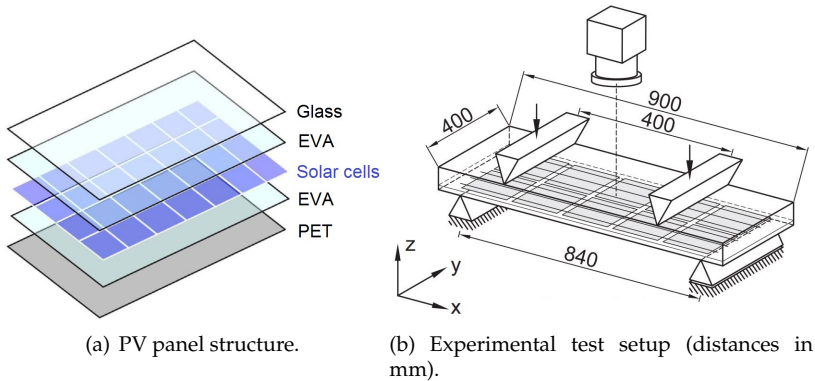 Glass
EVA
Solar cells
EVA
PET
900
400
400
840
z
y
x
(a) PV panel structure.
(b) Experimental test setup (distances in
mm).